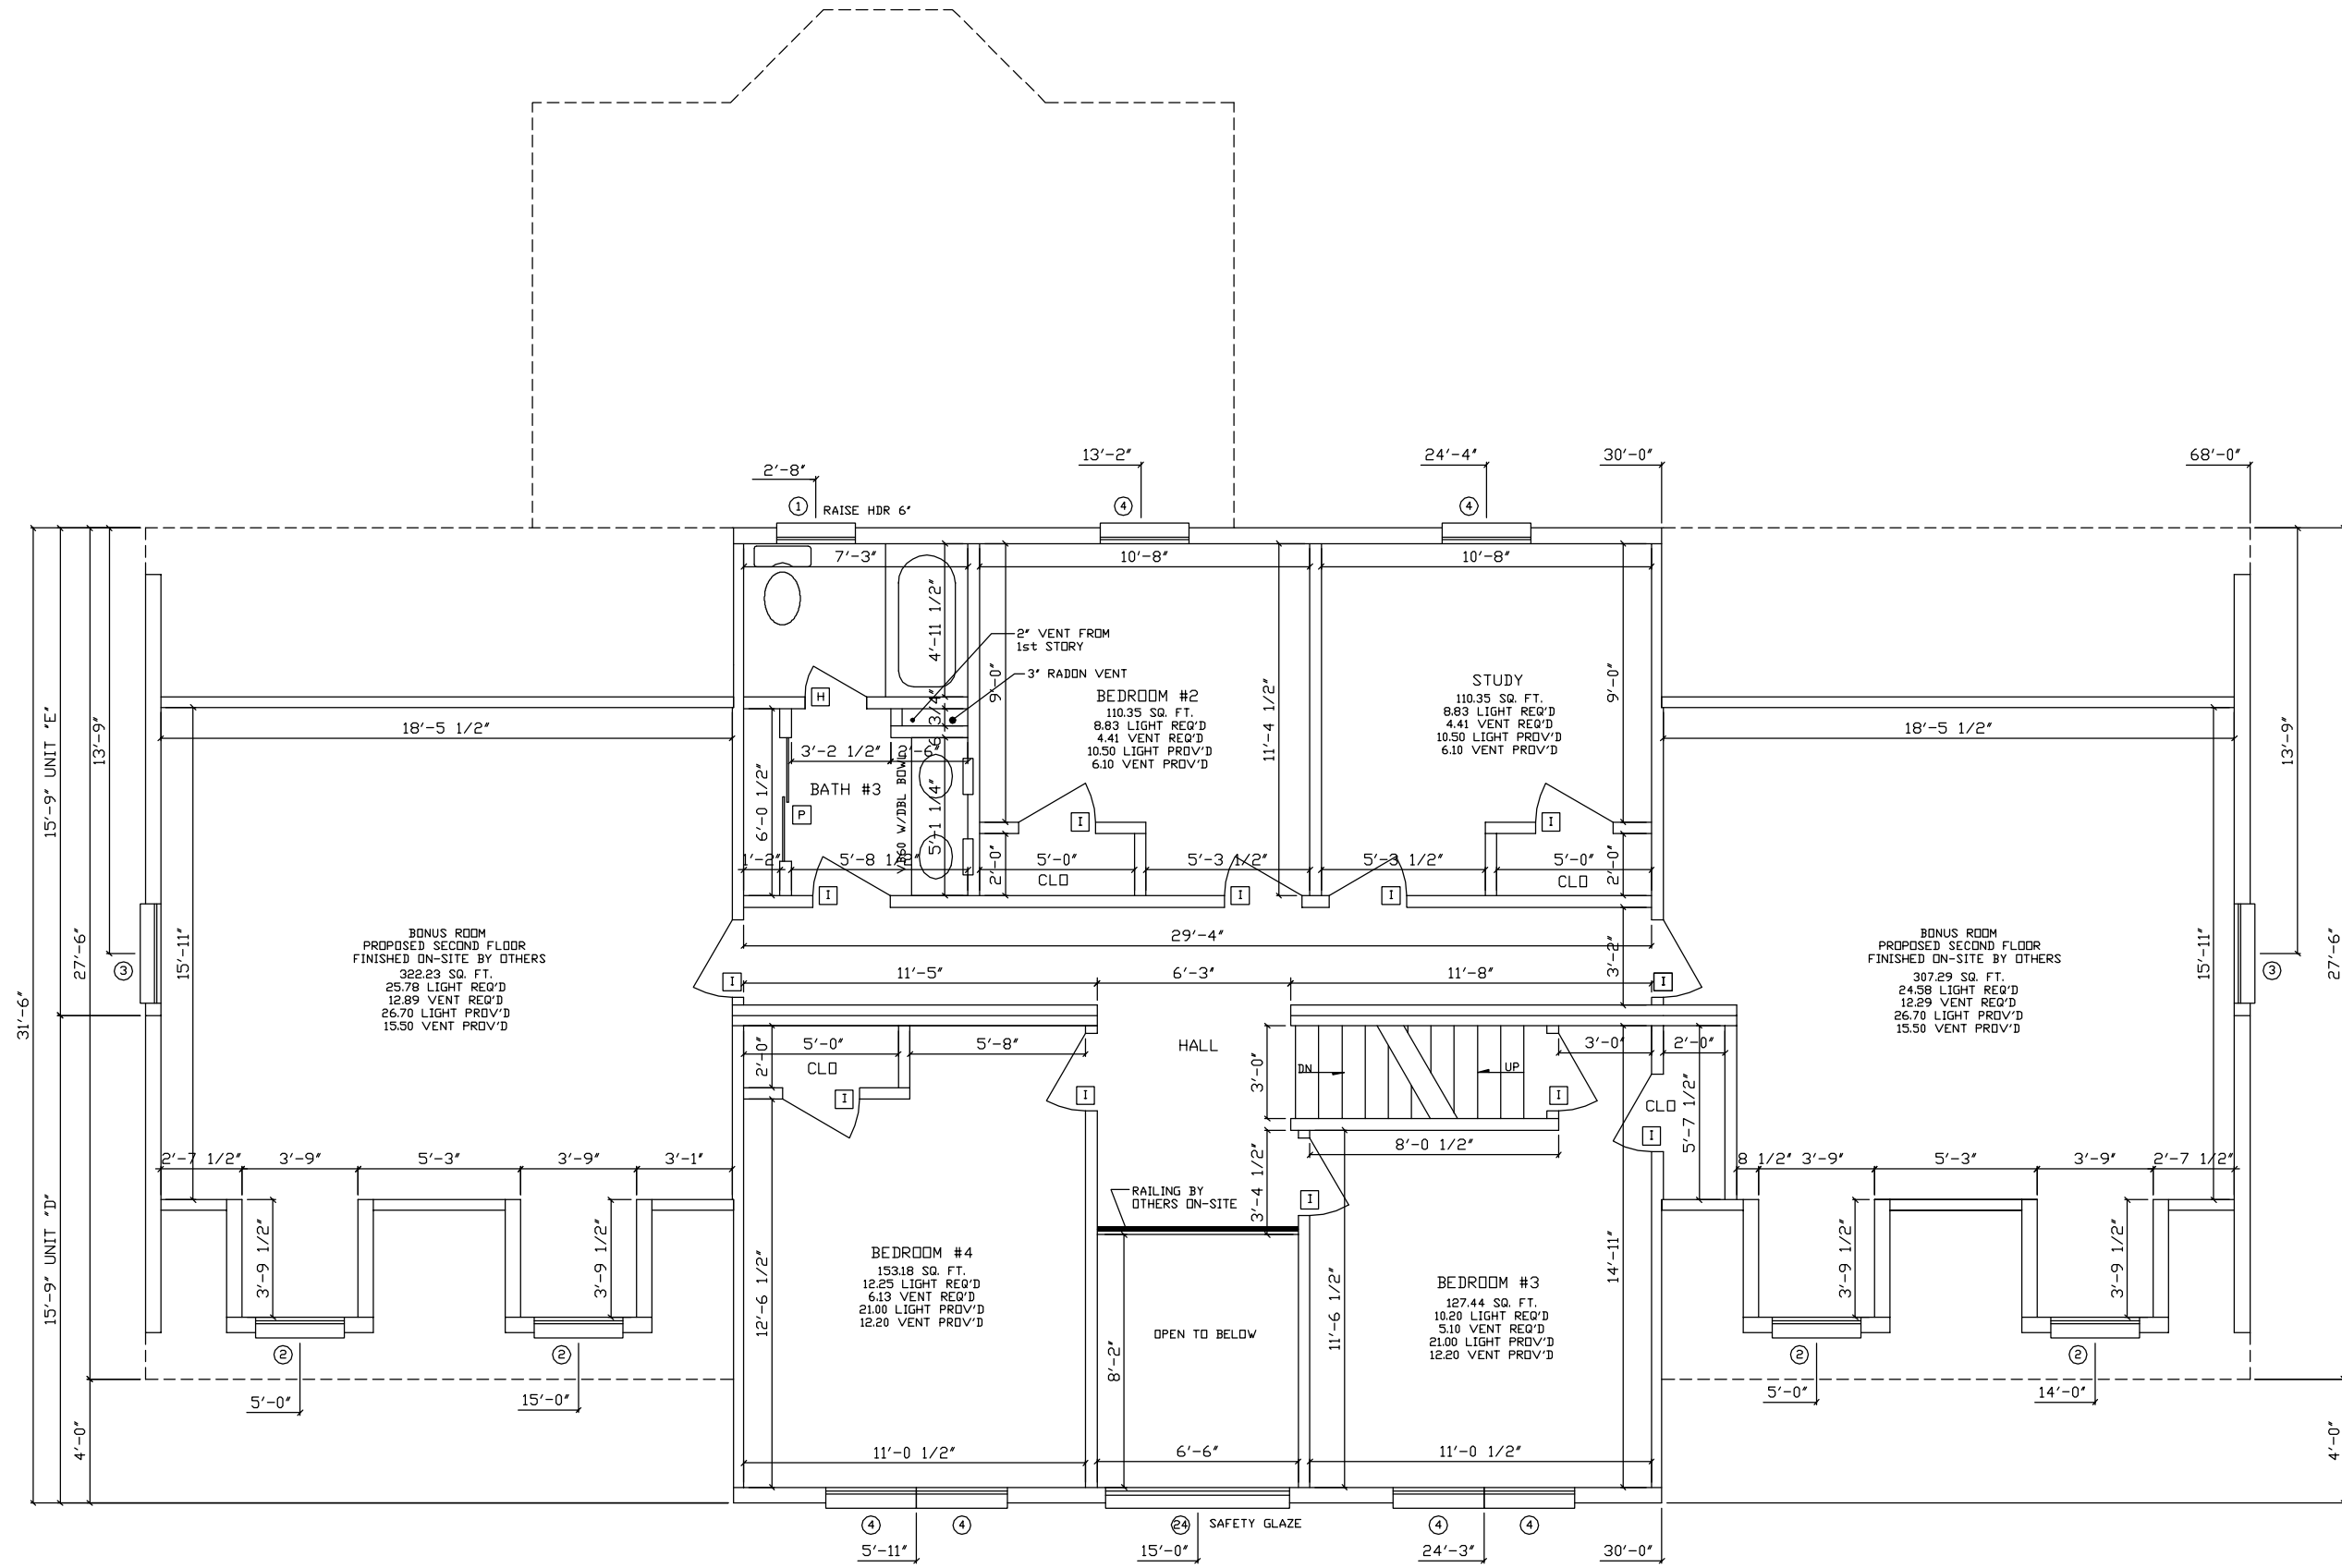 13'-2"
24'-4"
30'-0"
68'-0"
2'-8"
1
RAISE HDR 6"
4
4
7'-3"
10'-8"
10'-8"
4'-11 1/2"
2" VENT FROM
1st STORY
3" RADON VENT
9'-0"
11'-4 1/2"
9'-0"
H
BEDROOM #2
110.35 SQ. FT.
8.83 LIGHT REQ'D
4.41 VENT REQ'D
10.50 LIGHT PROV'D
6.10 VENT PROV'D
STUDY
110.35 SQ. FT.
8.83 LIGHT REQ'D
4.41 VENT REQ'D
10.50 LIGHT PROV'D
6.10 VENT PROV'D
15'-9" UNIT "E"
13'-9"
18'-5 1/2"
18'-5 1/2"
13'-9"
3'-2 1/2"
2'-6"
BATH #3
W/DBL BOWL
6'-0 1/2"
5'-1 1/4"
P
I
I
1'-2"
5'-8 1/2"
5'-0"
5'-3 1/2"
5'-3 1/2"
5'-0"
2'-0"
CLO
CLO
2'-0"
I
I
I
31'-6"
27'-6"
3
15'-11"
BONUS ROOM
PROPOSED SECOND FLOOR
FINISHED ON-SITE BY OTHERS
322.23 SQ. FT.
25.78 LIGHT REQ'D
12.89 VENT REQ'D
26.70 LIGHT PROV'D
15.50 VENT PROV'D
29'-4"
3'-2"
I
11'-5"
6'-3"
11'-8"
I
BONUS ROOM
PROPOSED SECOND FLOOR
FINISHED ON-SITE BY OTHERS
307.29 SQ. FT.
24.58 LIGHT REQ'D
12.29 VENT REQ'D
26.70 LIGHT PROV'D
15.50 VENT PROV'D
15'-11"
3
27'-6"
2'-0"
5'-0"
CLO
5'-8"
HALL
3'-0"
DN
UP
3'-0"
2'-0"
I
I
I
CLO
5'-7 1/2"
I
8'-0 1/2"
2'-7 1/2"
3'-9"
5'-3"
3'-9"
3'-1"
8 1/2"
3'-9"
5'-3"
3'-9"
2'-7 1/2"
15'-9" UNIT "D"
3'-9 1/2"
3'-9 1/2"
RAILING BY
OTHERS ON-SITE
3'-4 1/2"
I
3'-9 1/2"
3'-9 1/2"
12'-6 1/2"
BEDROOM #4
153.18 SQ. FT.
12.25 LIGHT REQ'D
6.13 VENT REQ'D
21.00 LIGHT PROV'D
12.20 VENT PROV'D
8'-2"
OPEN TO BELOW
11'-6 1/2"
BEDROOM #3
127.44 SQ. FT.
10.20 LIGHT REQ'D
5.10 VENT REQ'D
21.00 LIGHT PROV'D
12.20 VENT PROV'D
14'-11"
2
2
2
2
5'-0"
15'-0"
5'-0"
14'-0"
4'-0"
11'-0 1/2"
6'-6"
11'-0 1/2"
4'-0"
4
4
24
SAFETY GLAZE
4
4
5'-11"
15'-0"
24'-3"
30'-0"